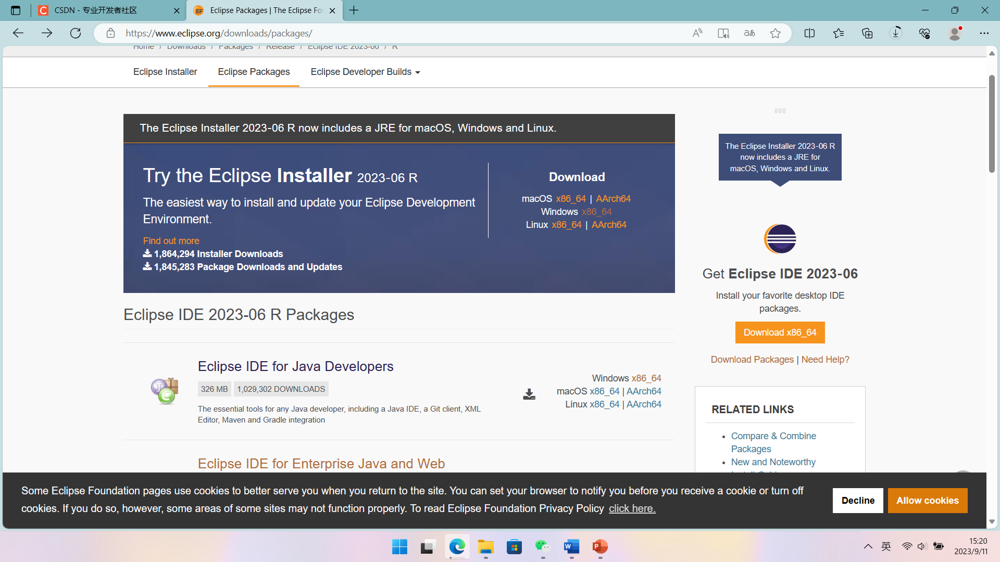 CSDN - 专业开发者社区
Eclipse Packages | The Eclipse Fo
https://www.eclipse.org/downloads/packages/
Home / Downloads / Packages / Release / Eclipse IDE 2023-06 / R
Eclipse Installer
Eclipse Packages
Eclipse Developer Builds
The Eclipse Installer 2023-06 R now includes a JRE for macOS, Windows and Linux.
Try the Eclipse Installer 2023-06 R
The easiest way to install and update your Eclipse Development
Environment.
Find out more
1,864,294 Installer Downloads
1,845,283 Package Downloads and Updates
Download
macOS x86_64 | AArch64
Windows x86_64
Linux x86_64 | AArch64
Eclipse IDE 2023-06 R Packages
Eclipse IDE for Java Developers
326 MB 1,029,302 DOWNLOADS
The essential tools for any Java developer, including a Java IDE, a Git client, XML
Editor, Maven and Gradle integration
Windows x86_64
macOS x86_64 | AArch64
Linux x86_64 | AArch64
Eclipse IDE for Enterprise Java and Web
The Eclipse Installer 2023-06 R
now includes a JRE for
macOS, Windows and Linux.
Get Eclipse IDE 2023-06
Install your favorite desktop IDE
packages.
Download x86_64
Download Packages | Need Help?
RELATED LINKS
Compare & Combine
Packages
New and Noteworthy
Some Eclipse Foundation pages use cookies to better serve you when you return to the site. You can set your browser to notify you before you receive a cookie or turn off
cookies. If you do so, however, some areas of some sites may not function properly. To read Eclipse Foundation Privacy Policy click here.
Decline
Allow cookies
英
15:20
2023/9/11